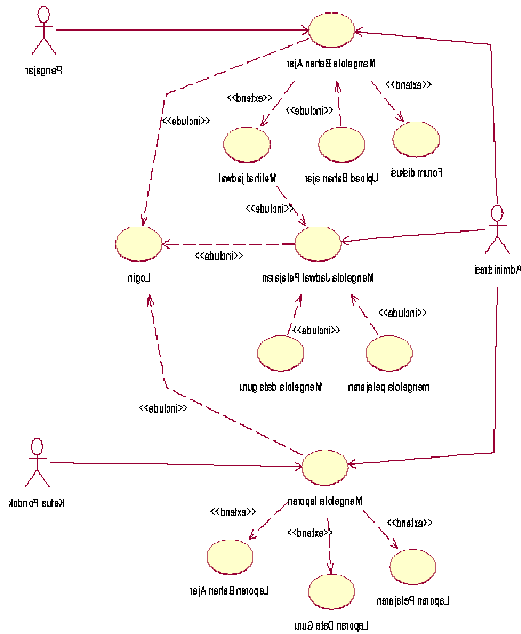 Mengelola Bahan Ajar
Pengajar
<<extend>>
<<extend>>
<<include>>
<<include>>
Melihat jadwal
Upload Bahan ajar
Forum diskusi
<<include>>
<<include>>
Login
Mengelola Jadwal Pelajaran
Administrasi
<<include>>
<<include>>
Mengelola data guru
mengelola pelajaran
<<include>>
Ketua Pondok
Mengelola laporan
<<extend>>
<<extend>>
<<extend>>
Laporan Bahan Ajar
Laporan Data Guru
Laporan Pelajaran